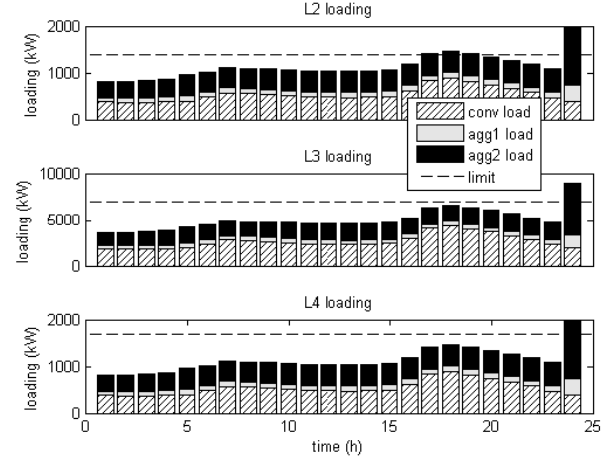 L2 loading
2000
1000
0
loading (kW)
conv load
agg1 load
agg2 load
limit
L3 loading
10000
5000
0
loading (kW)
L4 loading
2000
1000
0
loading (kW)
0 5 10 15 20 25
time (h)